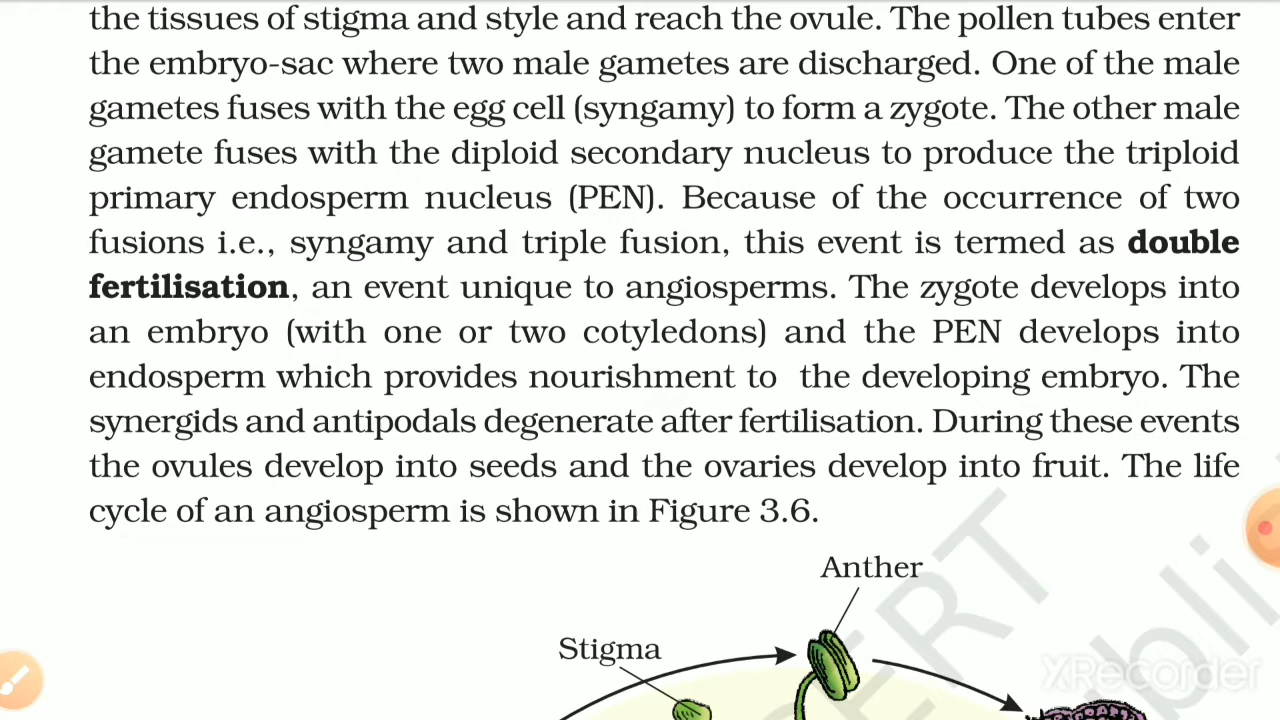 the tissues of stigma and style and reach the ovule. The pollen tubes enter
the embryo-sac where two male gametes are discharged. One of the male
gametes fuses with the egg cell (syngamy) to form a zygote. The other male
gamete fuses with the diploid secondary nucleus to produce the triploid
primary endosperm nucleus (PEN). Because of the occurrence of two
fusions i.e., syngamy and triple fusion, this event is termed as double
fertilisation, an event unique to angiosperms. The zygote develops into
an embryo (with one or two cotyledons) and the PEN develops into
endosperm which provides nourishment to the developing embryo. The
synergids and antipodals degenerate after fertilisation. During these events
the ovules develop into seeds and the ovaries develop into fruit. The life
cycle of an angiosperm is shown in Figure 3.6.
Anther
Stigma
XRecorder